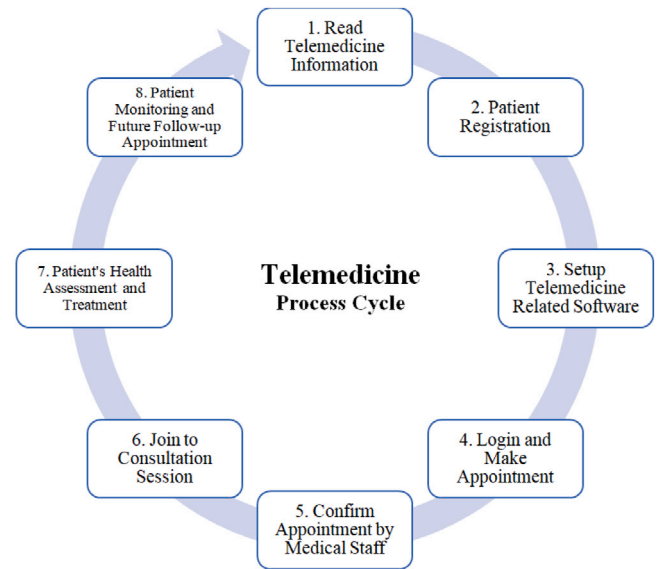 1. Read
Telemedicine
Information
2. Patient
Registration
3. Setup
Telemedicine
Related Software
4. Login and
Make
Appointment
5. Confirm
Appointment by
Medical Staff
6. Join to
Consultation
Session
7. Patient's Health
Assessment and
Treatment
8. Patient
Monitoring and
Future Follow-up
Appointment
Telemedicine
Process Cycle